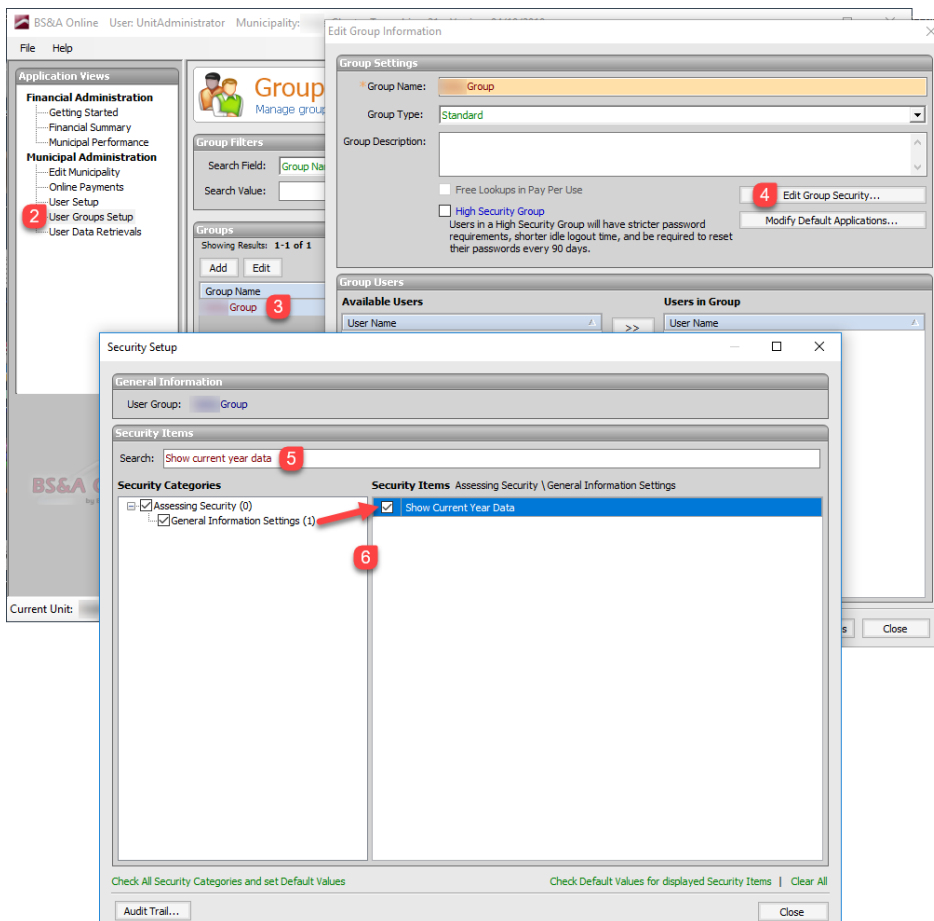 BS&A Online User: UnitAdministrator Municipality:
File Help
Application Views
Financial Administration
Getting Started
Financial Summary
Municipal Performance
Municipal Administration
Edit Municipality
Online Payments
User Setup
2
User Groups Setup
User Data Retrievals
Group
Manage group
Group Filters
Search Field: Group Na
Search Value:
Groups
Showing Results: 1-1 of 1
Add Edit
Group Name
Group 3
BS&A
Current Unit:
Edit Group Information
Group Settings
* Group Name: Group
Group Type: Standard
Group Description:
Free Lookups in Pay Per Use
4 Edit Group Security...
High Security Group
Users in a High Security Group will have stricter password
requirements, shorter idle logout time, and be required to reset
their passwords every 90 days.
Modify Default Applications...
Group Users
Available Users Users in Group
User Name >> User Name
s Close
Security Setup
General Information
User Group: Group
Security Items
Search: Show current year data 5
Security Categories
Assessing Security (0)
General Information Settings (1)
Security Items Assessing Security \ General Information Settings
Show Current Year Data
6
Check All Security Categories and set Default Values
Check Default Values for displayed Security Items | Clear All
Audit Trail... Close